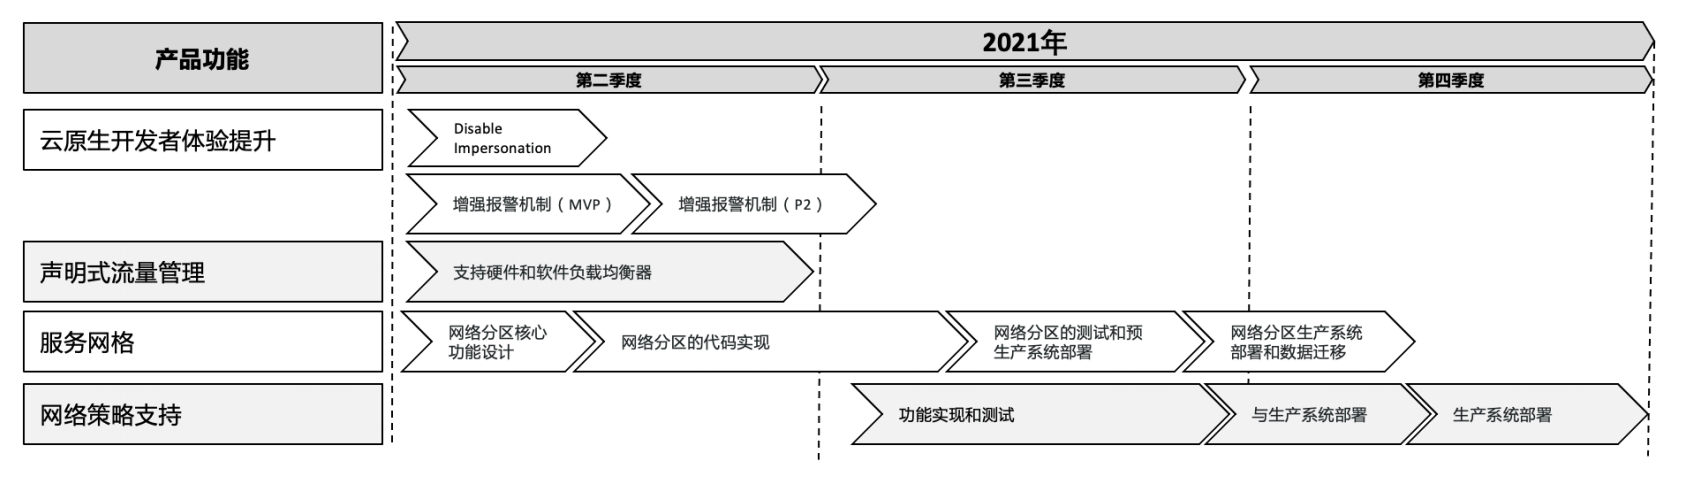 产品功能
2021年
第二季度
第三季度
第四季度
云原生开发者体验提升
Disable
Impersonation
增强报警机制（MVP）
增强报警机制（P2）
声明式流量管理
支持硬件和软件负载均衡器
服务网格
网络分区核心
功能设计
网络分区的代码实现
网络分区的测试和预
生产系统部署
网络分区生产系统
部署和数据迁移
网络策略支持
功能实现和测试
与生产系统部署
生产系统部署